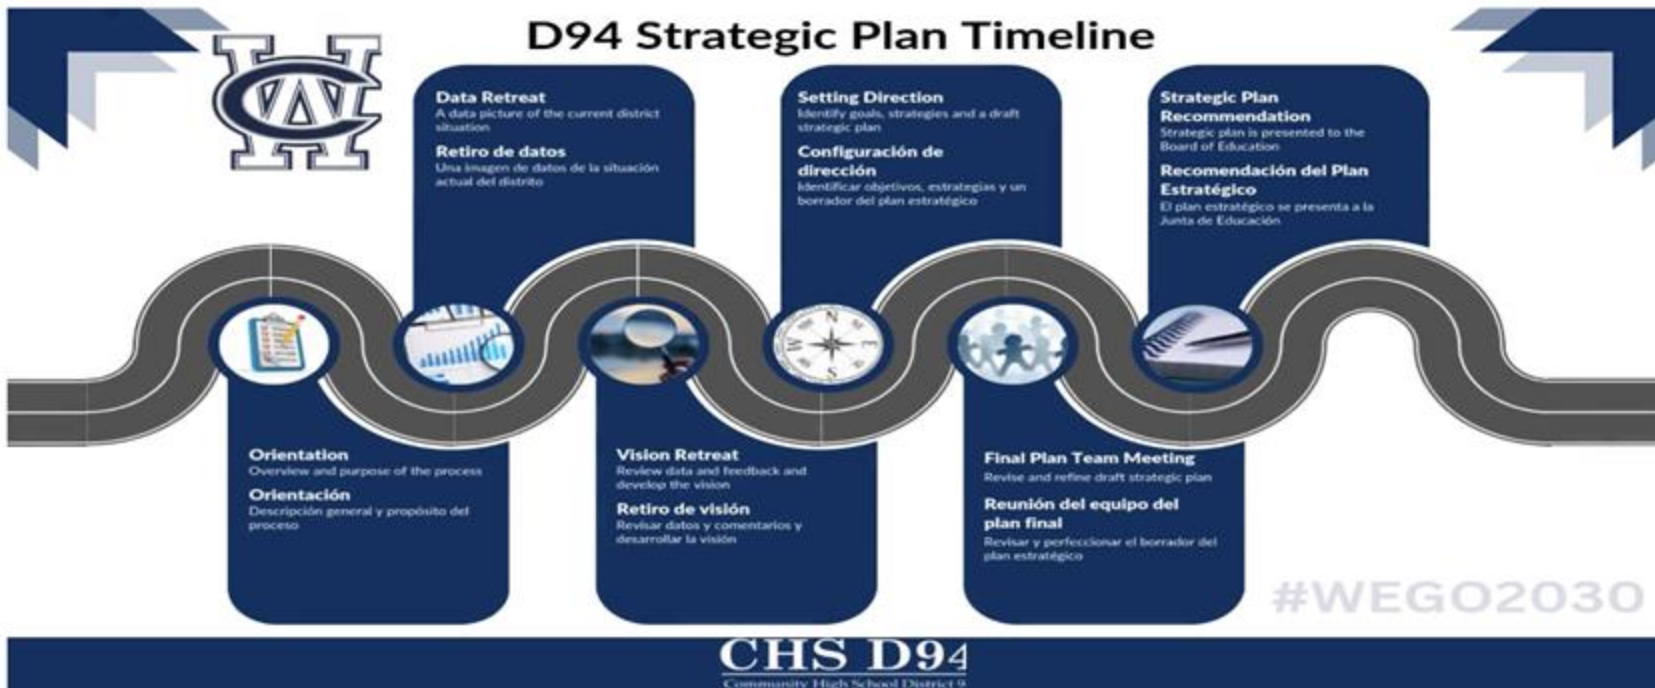 D94 Strategic Plan Timeline
WC
Data Retreat
A data picture of the current district
situation
Retiro de datos
Una imagen de datos de la situación
actual del distrito
Setting Direction
Identify goals, strategies and a draft
strategic plan
Configuración de
dirección
Identificar objetivos, estrategias y un
borrador del plan estratégico
Strategic Plan
Recommendation
Strategic plan is presented to the
Board of Education
Recomendación del Plan
Estratégico
El plan estratégico se presenta a la
Junta de Educación
N
W E
S
Orientation
Overview and purpose of the process
Orientación
Descripción general y propósito del
proceso
Vision Retreat
Review data and feedback and
develop the vision
Retiro de visión
Revisar datos y comentarios y
desarrollar la visión
Final Plan Team Meeting
Revise and refine draft strategic plan
Reunión del equipo del
plan final
Revisar y perfeccionar el borrador del
plan estratégico
#WEGO2030
CHS D94
Community High School District 9